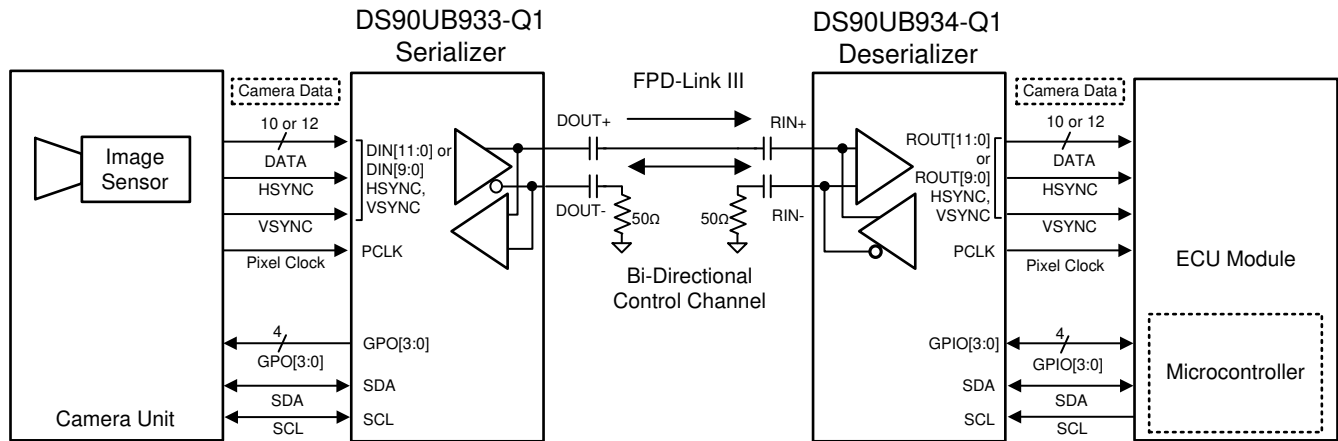 DS90UB933-Q1
Serializer
DS90UB934-Q1
Deserializer
Camera Data
FPD-Link III
Camera Data
Image
Sensor
10 or 12
DATA
HSYNC
VSYNC
Pixel Clock
DIN[11:0] or
DIN[9:0]
HSYNC,
VSYNC
PCLK
DOUT+
DOUT-
50Ω
50Ω
RIN+
RIN-
Bi-Directional
Control Channel
ROUT[11:0]
or
ROUT[9:0]
HSYNC,
VSYNC
PCLK
10 or 12
DATA
HSYNC
VSYNC
Pixel Clock
ECU Module
4
GPO[3:0]
GPO[3:0]
SDA
SDA
SCL
SCL
Camera Unit
GPIO[3:0]
4
GPIO[3:0]
SDA
SDA
SCL
SCL
Microcontroller